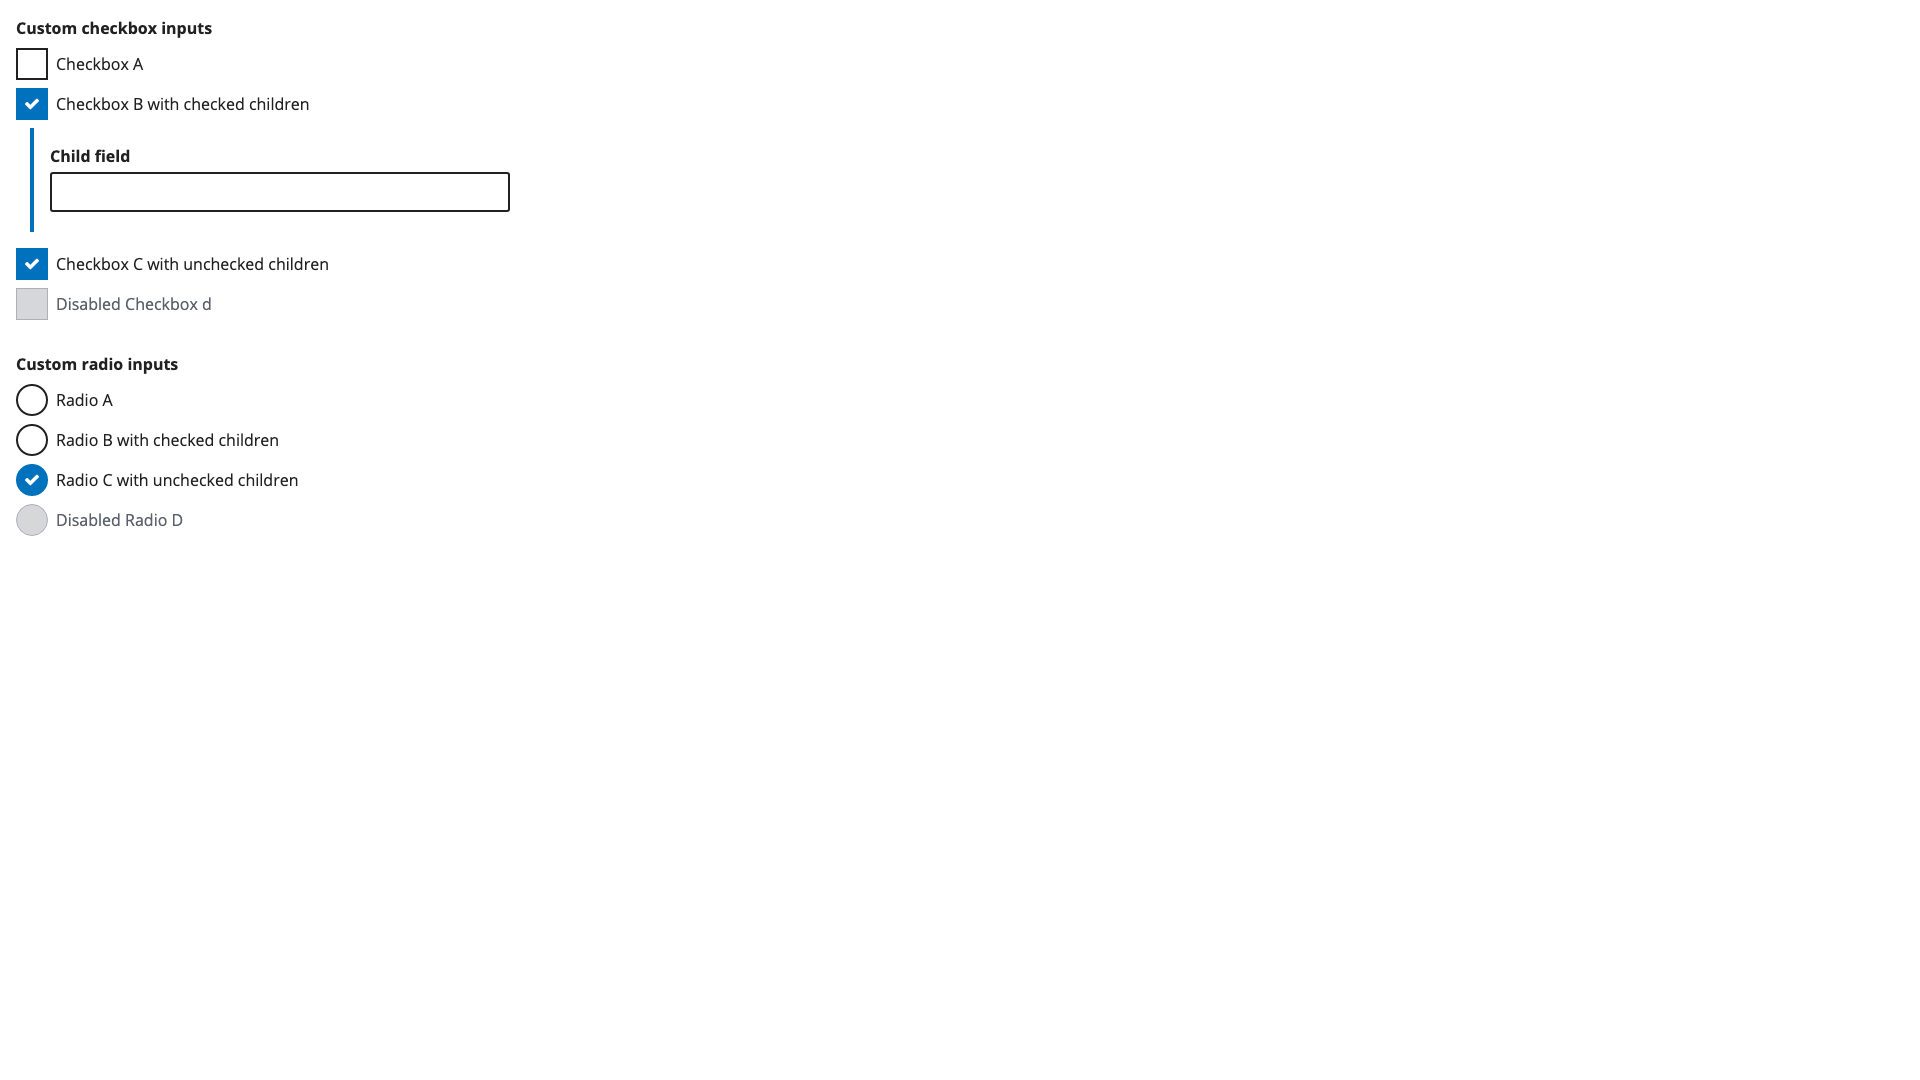 Custom checkbox inputs
Checkbox A
Checkbox B with checked children
Child field
Checkbox C with unchecked children
Disabled Checkbox d
Custom radio inputs
Radio A
Radio B with checked children
Radio C with unchecked children
Disabled Radio D